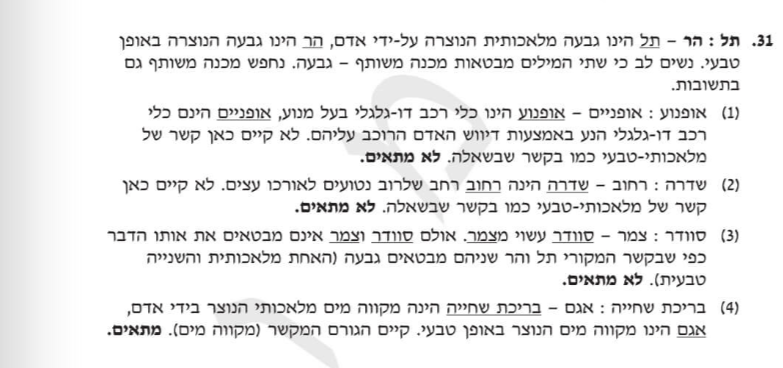 31. תל : הר – תל הינו גבעה מלאכותית הנוצרה על-ידי אדם, הר הינו גבעה הנוצרה באופן
טבעי. נשים לב כי שתי המילים מבטאות מכנה משותף – גבעה. נחפש מכנה משותף גם
בתשובות.
(1) אופנוע : אופניים – אופנוע הינו כלי רכב דו-גלגלי בעל מנוע, אופניים הינם כלי
רכב דו-גלגלי הנע באמצעות דיווש האדם הרוכב עליהם. לא קיים כאן קשר של
מלאכותי-טבעי כמו בקשר שבשאלה. לא מתאים.
(2) שדרה : רחוב – שדרה הינה רחוב רחב שלרוב נטועים לאורכו עצים. לא קיים כאן
קשר של מלאכותי-טבעי כמו בקשר שבשאלה. לא מתאים.
(3) סוודר : צמר – סוודר עשוי מצמר. אולם סוודר וצמר אינם מבטאים את אותו הדבר
כפי שבקשר המקורי תל והר שניהם מבטאים גבעה (האחת מלאכותית והשנייה
טבעית). לא מתאים.
(4) בריכת שחייה : אגם – בריכת שחייה הינה מקווה מים מלאכותי הנוצר בידי אדם,
אגם הינו מקווה מים הנוצר באופן טבעי. קיים הגורם המקשר (מקווה מים). מתאים.